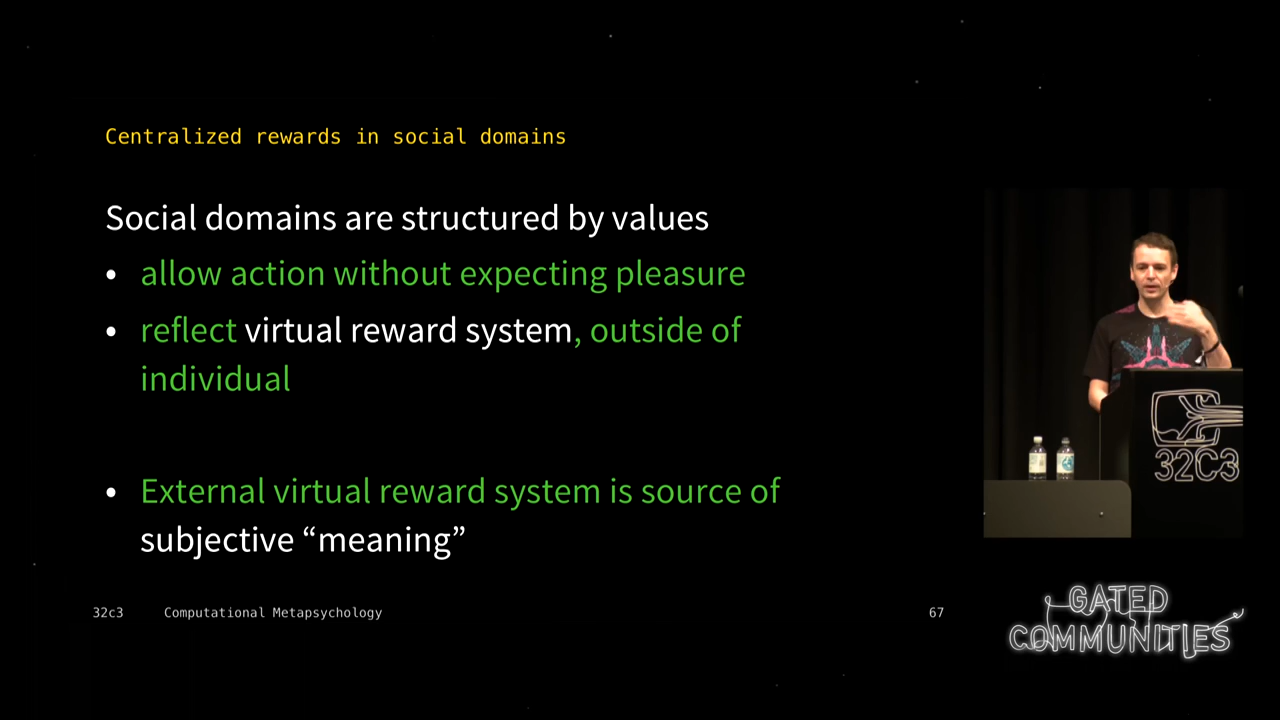 Centralized rewards in social domains
Social domains are structured by values
• allow action without expecting pleasure
• reflect virtual reward system, outside of
individual
• External virtual reward system is source of
subjective “meaning”
32c3 Computational Metapsychology 67
32C3
GATED
COMMUNITIES